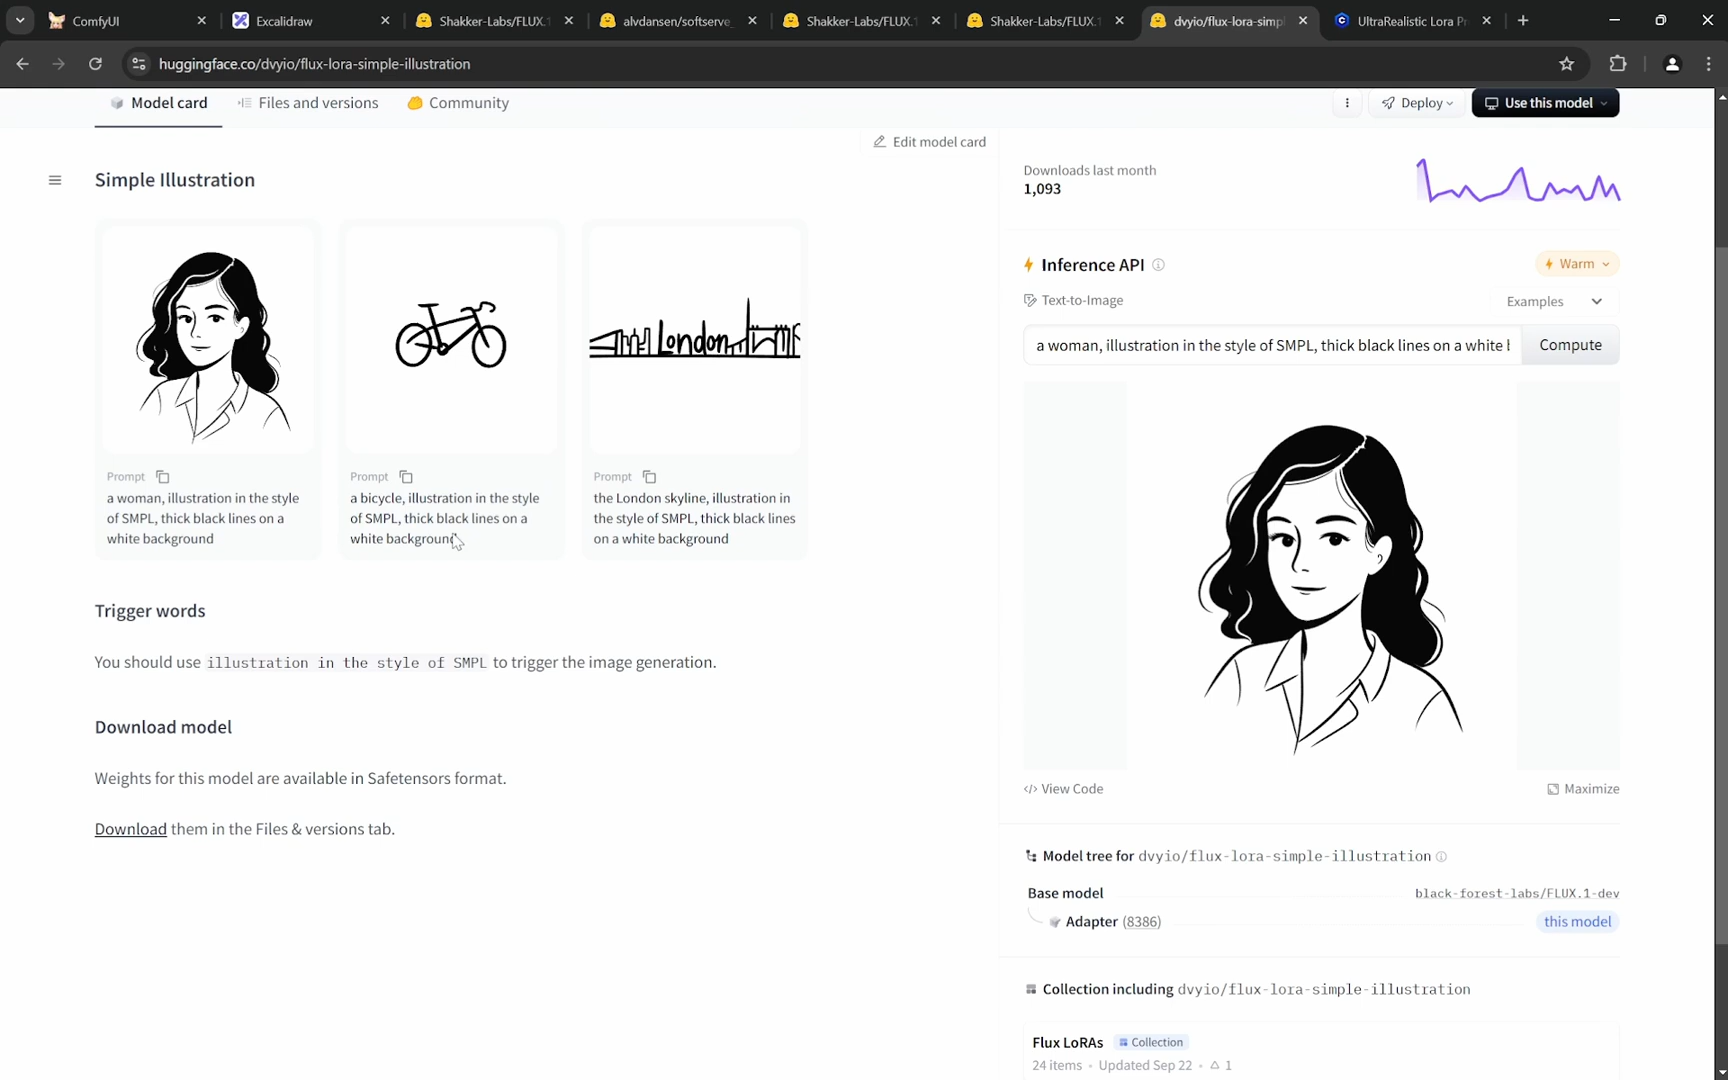 ComfyUI
Excalidraw
Shakker-Labs/FLUX.1
alvdansen/softserve_
Shakker-Labs/FLUX.1
Shakker-Labs/FLUX.1
dvyio/flux-lora-simpl
UltraRealistic Lora Pr
huggingface.co/dvyio/flux-lora-simple-illustration
Model card
Files and versions
Community
Deploy
Use this model
Edit model card
Simple Illustration
London
Prompt
a woman, illustration in the style
of SMPL, thick black lines on a
white background
Prompt
a bicycle, illustration in the style
of SMPL, thick black lines on a
white background
Prompt
the London skyline, illustration in
the style of SMPL, thick black lines
on a white background
Trigger words
You should use illustration in the style of SMPL to trigger the image generation.
Download model
Weights for this model are available in Safetensors format.
Download them in the Files & versions tab.
Downloads last month
1,093
Inference API
Warm
Text-to-Image
Examples
a woman, illustration in the style of SMPL, thick black lines on a white
Compute
</> View Code
Maximize
Model tree for dvyio/flux-lora-simple-illustration
Base model
black-forest-labs/FLUX.1-dev
Adapter (8386)
this model
Collection including dvyio/flux-lora-simple-illustration
Flux LoRAs
Collection
24 items • Updated Sep 22 • 1